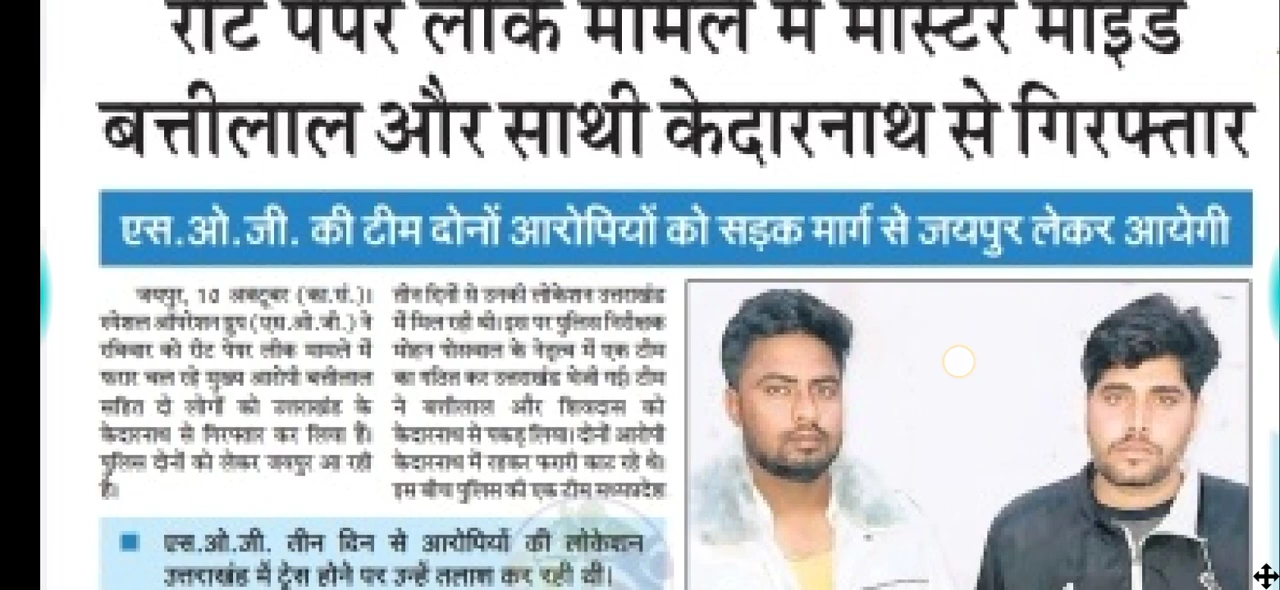 रीट पेपर लीक मामले में मास्टर माइंड
बत्तीलाल और साथी केदारनाथ से गिरफ्तार
एस.ओ.जी. की टीम दोनों आरोपियों को सड़क मार्ग से जयपुर लेकर आयेगी
जयपुर, 10 अक्टूबर (का.सं.)।
स्पेशल ऑपरेशन ग्रुप (एस.ओ.जी.) ने
रविवार को रीट पेपर लीक मामले में
फरार चल रहे मुख्य आरोपी बत्तीलाल
सहित दो लोगों को उत्तराखंड के
केदारनाथ से गिरफ्तार कर लिया है।
पुलिस दोनों को लेकर जयपुर आ रही
है।
तीन दिनों से उनकी लोकेशन उत्तराखंड
में मिल रही थी। इस पर पुलिस निरीक्षक
मोहन पोसवाल के नेतृत्व में एक टीम
का गठित कर उत्तराखंड भेजी गई। टीम
ने बत्तीलाल और शिवदास को
केदारनाथ से पकड़ लिया। दोनों आरोपी
केदारनाथ में रहकर फरारी काट रहे थे।
इस बीच पुलिस की एक टीम मध्यप्रदेश
एस.ओ.जी. तीन दिन से आरोपियों की लोकेशन
उत्तराखंड में ट्रेस होने पर उन्हें तलाश कर रही थी।